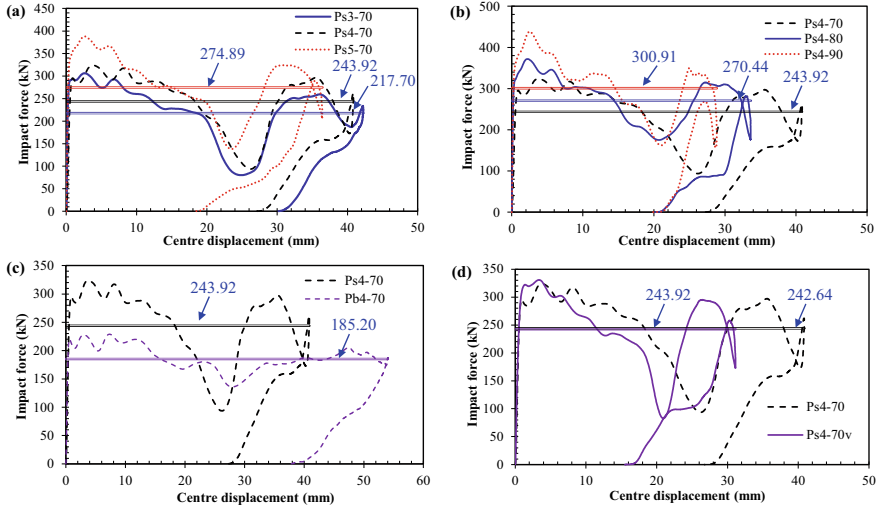 (a)
450
400
350
300
250
200
150
100
50
0
Impact force (kN)
Ps3-70
Ps4-70
Ps5-70
274.89
243.92
217.70
0 10 20 30 40 50
Centre displacement (mm)
(b)
500
400
300
200
100
0
Impact force (kN)
Ps4-70
Ps4-80
Ps4-90
300.91
270.44
243.92
0 10 20 30 40 50
Centre displacement (mm)
(c)
350
300
250
200
150
100
50
0
Impact force (kN)
Ps4-70
Pb4-70
243.92
185.20
0 10 20 30 40 50 60
Centre displacement (mm)
(d)
350
300
250
200
150
100
50
0
Impact force (kN)
243.92
242.64
Ps4-70
Ps4-70v
0 10 20 30 40 50
Centre displacement (mm)